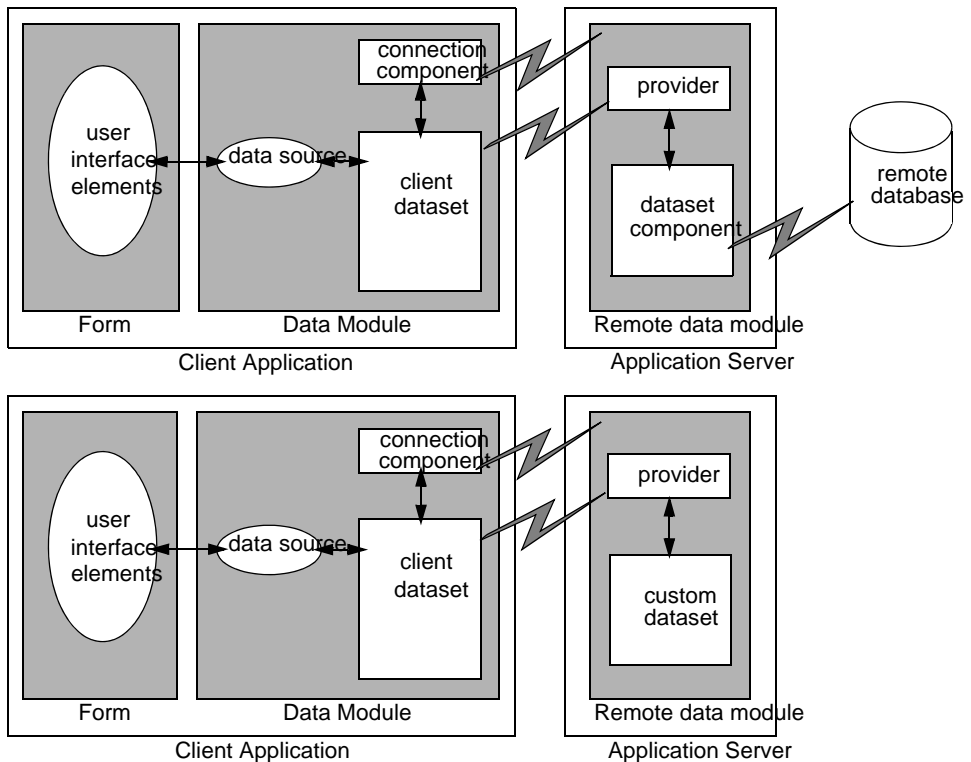 connection
component
provider
user
interface
elements
data source
client
dataset
dataset
component
remote
database
Form
Data Module
Remote data module
Client Application
Application Server
connection
component
provider
user
interface
elements
data source
client
dataset
custom
dataset
Form
Data Module
Remote data module
Client Application
Application Server